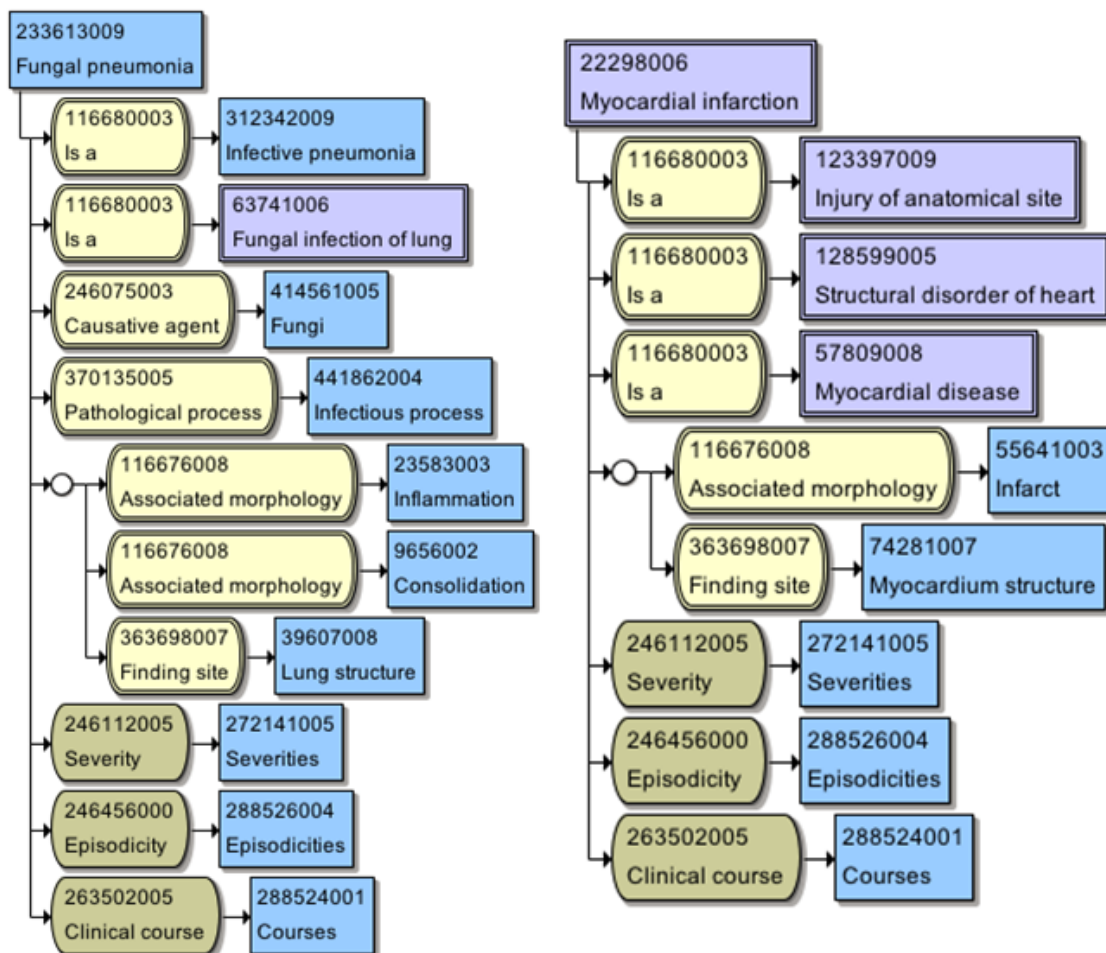 233613009
Fungal pneumonia
116680003
Is a
312342009
Infective pneumonia
116680003
Is a
63741006
Fungal infection of lung
246075003
Causative agent
414561005
Fungi
370135005
Pathological process
441862004
Infectious process
116676008
Associated morphology
23583003
Inflammation
116676008
Associated morphology
9656002
Consolidation
363698007
Finding site
39607008
Lung structure
246112005
Severity
272141005
Severities
246456000
Episodicity
288526004
Episodicities
263502005
Clinical course
288524001
Courses
22298006
Myocardial infarction
116680003
Is a
123397009
Injury of anatomical site
116680003
Is a
128599005
Structural disorder of heart
116680003
Is a
57809008
Myocardial disease
116676008
Associated morphology
55641003
Infarct
363698007
Finding site
74281007
Myocardium structure
246112005
Severity
272141005
Severities
246456000
Episodicity
288526004
Episodicities
263502005
Clinical course
288524001
Courses